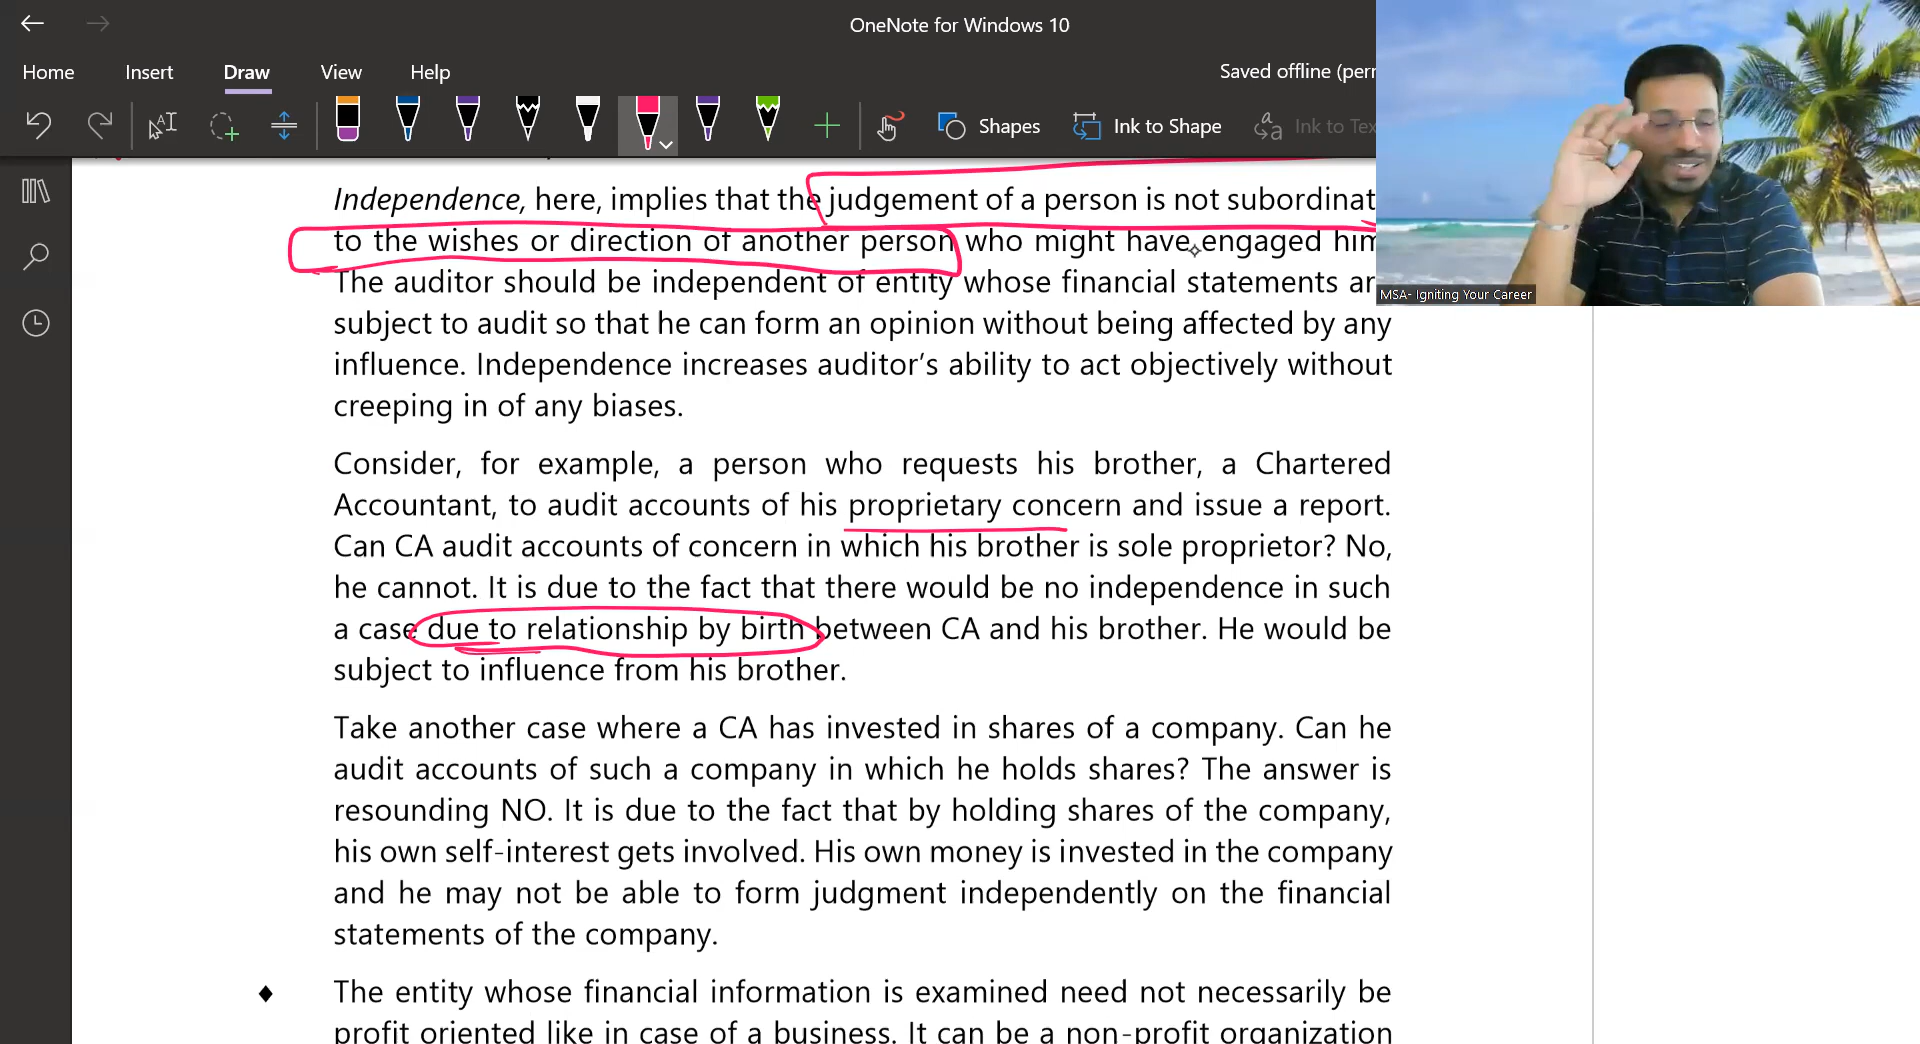 OneNote for Windows 10
Home Insert Draw View Help
Saved offline (per
Shapes
Ink to Shape
Ink to Tex
MSA- Igniting Your Career
Independence, here, implies that the judgement of a person is not subordinat
to the wishes or direction of another person who might have engaged him
The auditor should be independent of entity whose financial statements ar
subject to audit so that he can form an opinion without being affected by any
influence. Independence increases auditor's ability to act objectively without
creeping in of any biases.
Consider, for example, a person who requests his brother, a Chartered
Accountant, to audit accounts of his proprietary concern and issue a report.
Can CA audit accounts of concern in which his brother is sole proprietor? No,
he cannot. It is due to the fact that there would be no independence in such
a case due to relationship by birth between CA and his brother. He would be
subject to influence from his brother.
Take another case where a CA has invested in shares of a company. Can he
audit accounts of such a company in which he holds shares? The answer is
resounding NO. It is due to the fact that by holding shares of the company,
his own self-interest gets involved. His own money is invested in the company
and he may not be able to form judgment independently on the financial
statements of the company.
♦ The entity whose financial information is examined need not necessarily be
profit oriented like in case of a business. It can be a non-profit organization